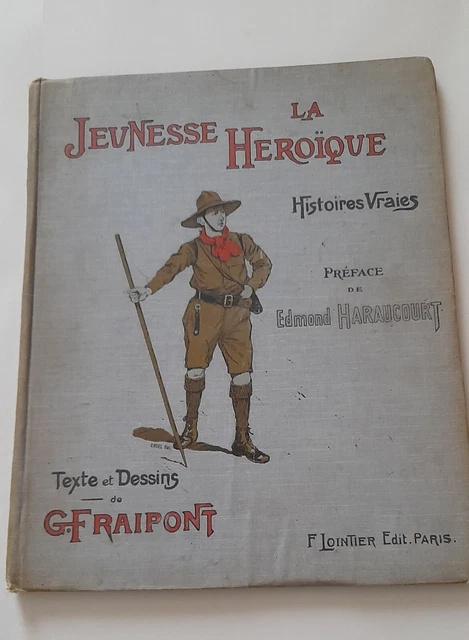 LA
JEUNESSE HEROÏQUE
Histoires Vraies
PRÉFACE
DE
Edmond HARAUCOURT
Texte et Dessins
de
G. FRAIPONT
F LOINTIER Edit. PARIS.